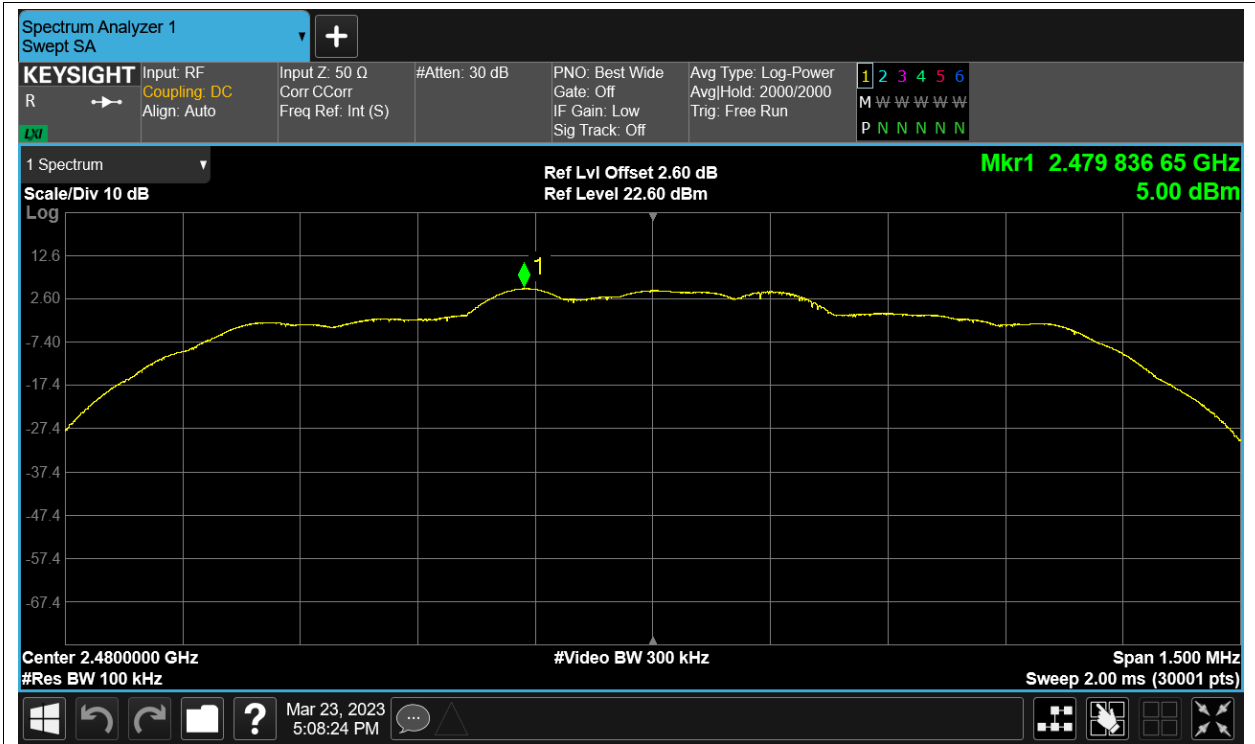 Spectrum Analyzer 1
Swept SA
KEYSIGHT
R
LXI
Input: RF
Coupling: DC
Align: Auto
Input Z: 50 Ω
Corr CCorr
Freq Ref: Int (S)
#Atten: 30 dB
PNO: Best Wide
Gate: Off
IF Gain: Low
Sig Track: Off
Avg Type: Log-Power
Avg|Hold: 2000/2000
Trig: Free Run
1 2 3 4 5 6
M W W W W W
P N N N N N
1 Spectrum
Scale/Div 10 dB
Log
Ref Lvl Offset 2.60 dB
Ref Level 22.60 dBm
Mkr1 2.479 836 65 GHz
5.00 dBm
1
12.6
2.60
-7.40
-17.4
-27.4
-37.4
-47.4
-57.4
-67.4
Center 2.4800000 GHz
#Video BW 300 kHz
Span 1.500 MHz
#Res BW 100 kHz
Sweep 2.00 ms (30001 pts)
?
Mar 23, 2023
5:08:24 PM